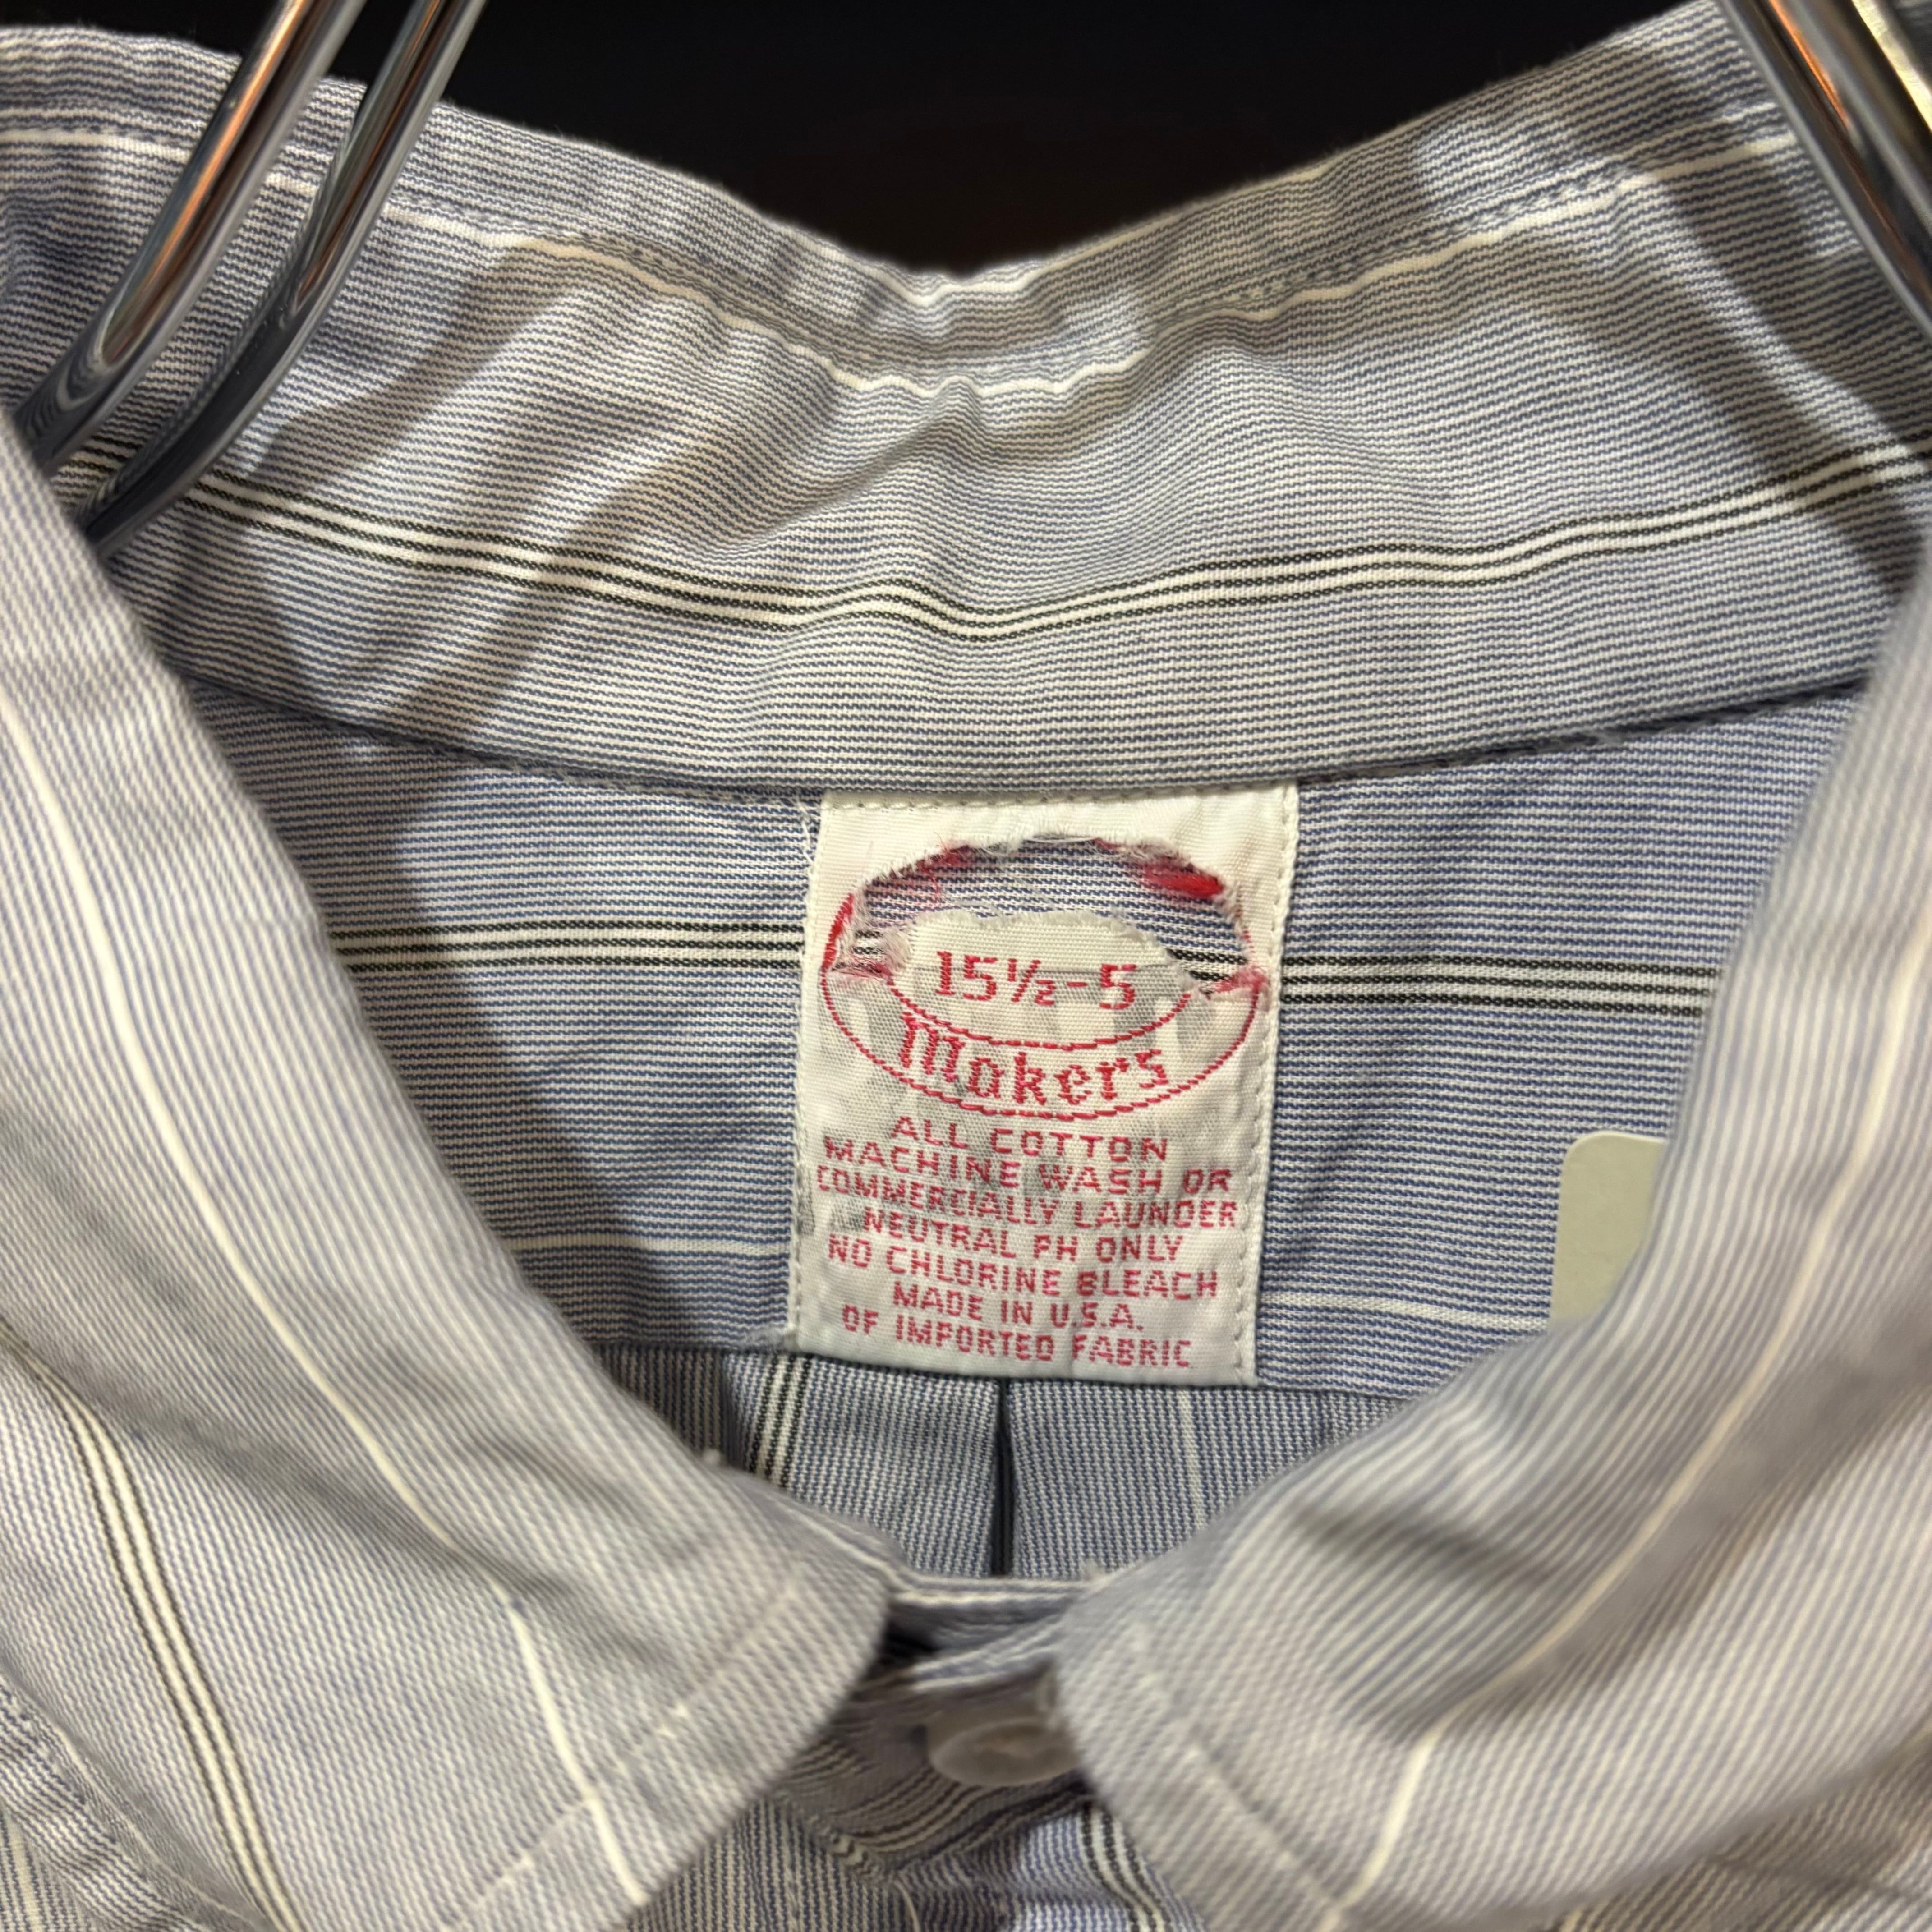 15½-5
Makers
ALL COTTON
MACHINE WASH OR
COMMERCIALLY LAUNDER
NEUTRAL PH ONLY
NO CHLORINE BLEACH
MADE IN U.S.A.
OF IMPORTED FABRIC